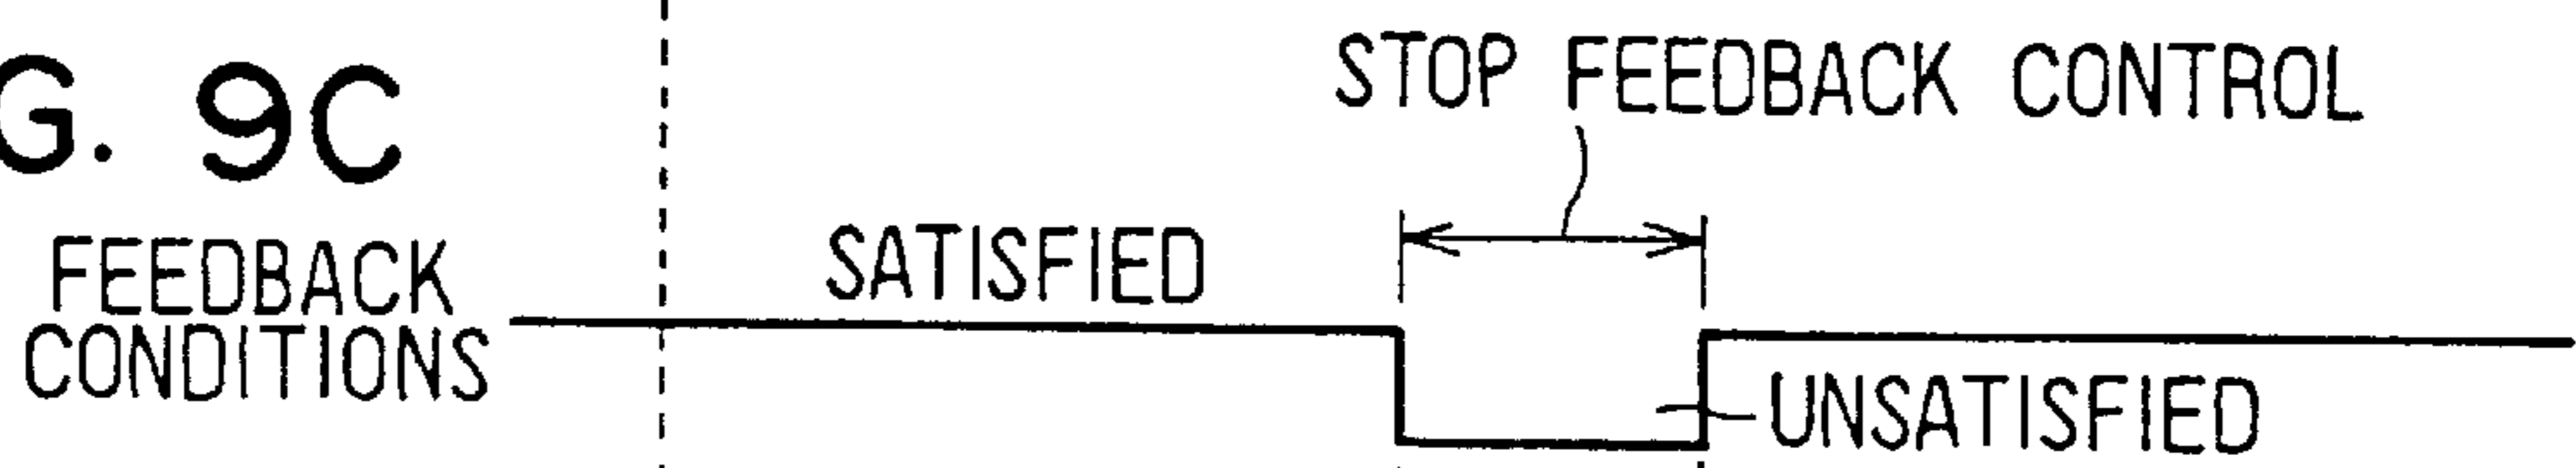 G. 9C
STOP FEEDBACK CONTROL
FEEDBACK
CONDITIONS
SATISFIED
UNSATISFIED